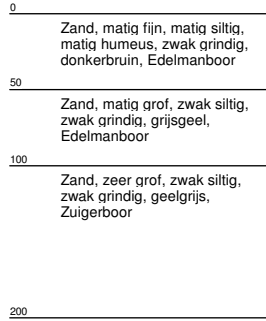 0
Zand, matig fijn, matig siltig,
matig humeus, zwak grindig,
donkerbruin, Edelmanboor
50
Zand, matig grof, zwak siltig,
zwak grindig, grijsgeel,
Edelmanboor
100
Zand, zeer grof, zwak siltig,
zwak grindig, geelgrijs,
Zuigerboor
200